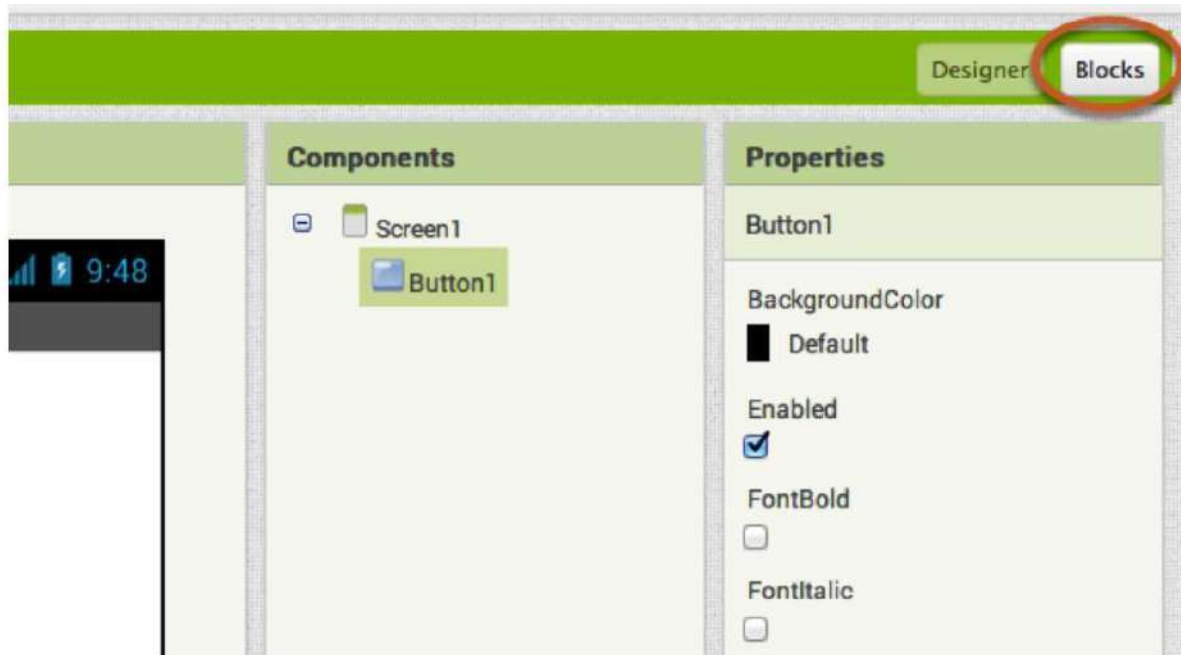 Designer Blocks
Components Properties
Screen1 Button1
Button1
9:48
BackgroundColor
Default
Enabled
FontBold
FontItalic